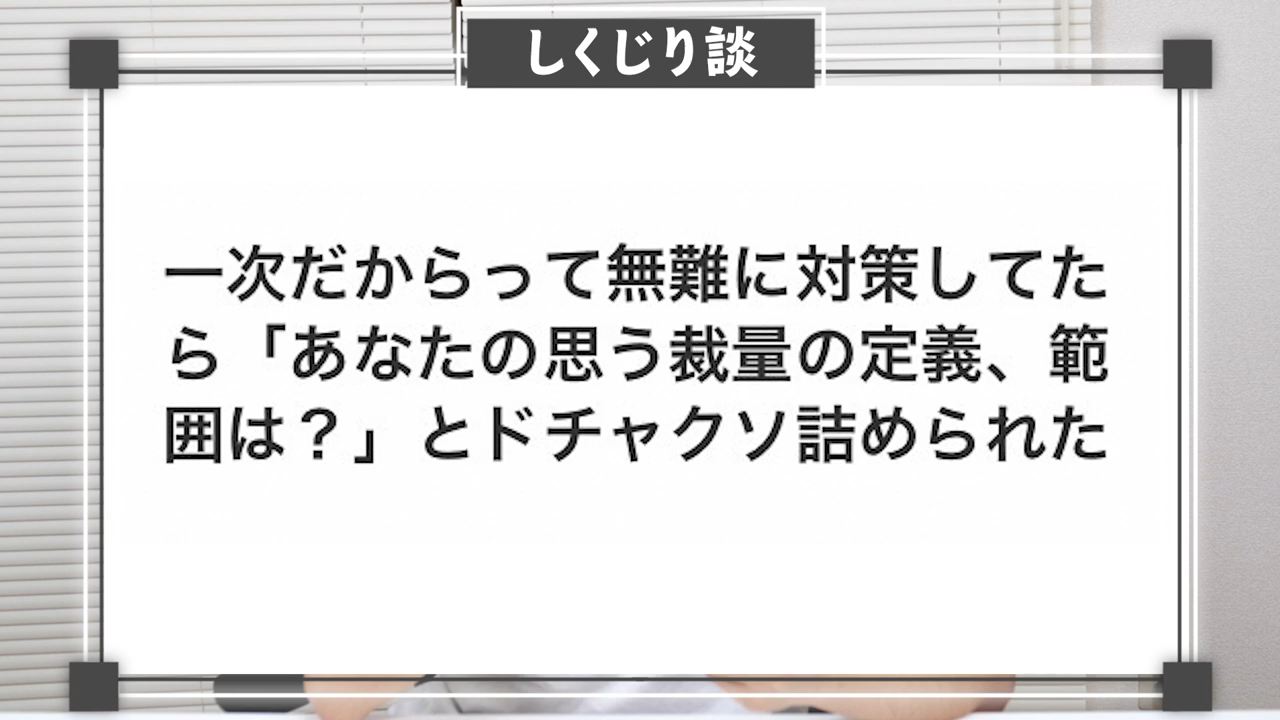 しくじり談
一次だからって無難に対策してた
ら「あなたの思う裁量の定義、範
囲は？」とドチャクソ詰められた